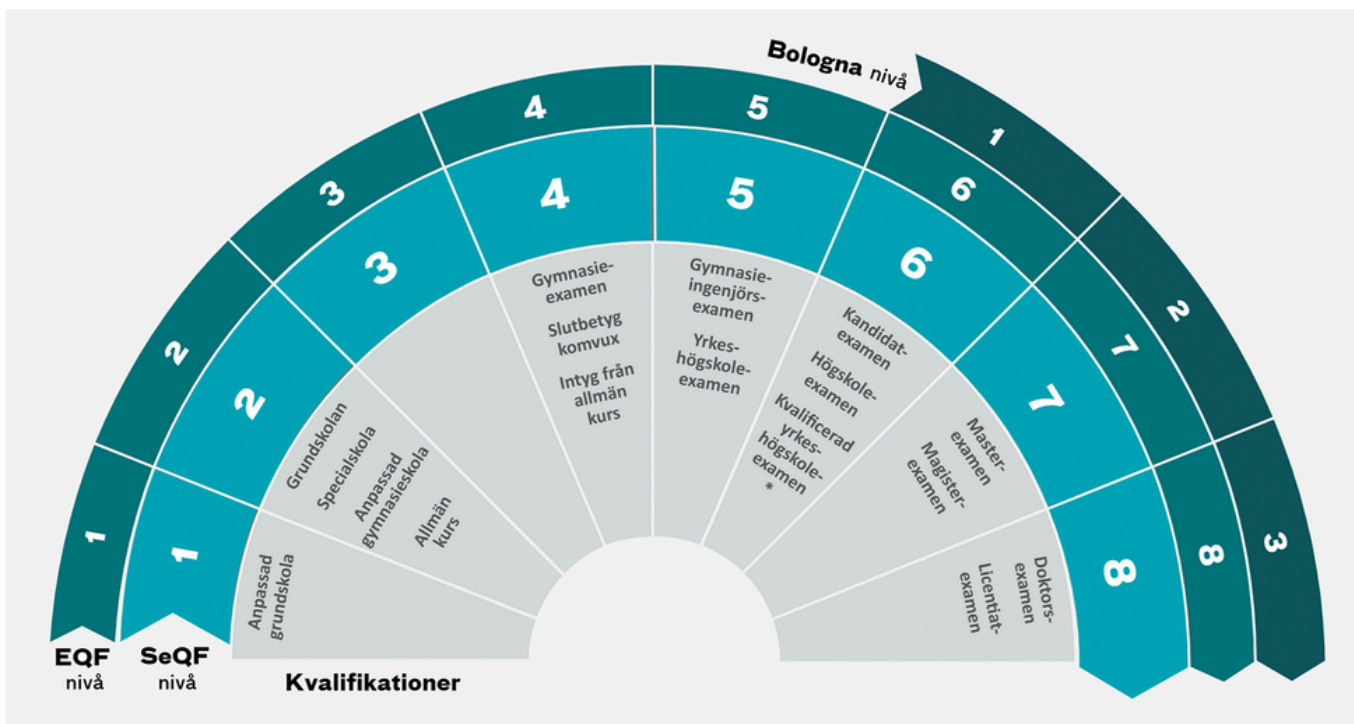 Bologna nivå
1
2
3
1
2
3
4
5
6
7
8
1
2
3
4
5
6
7
8
Anpassad
grundskola
Grundskolan
Specialskola
Anpassad
gymnasieskola
Allmän
kurs
Gymnasie-
examen
Slutbetyg
komvux
Intyg från
allmän
kurs
Gymnasie-
ingenjörs-
examen
Yrkes-
högskole-
examen
Kandidat-
examen
Högskole-
examen
Kvalificerad
yrkes-
högskole-
examen
*
Master-
examen
Magister-
examen
Doktors-
examen
Licentiat-
examen
EQF
nivå
SeQF
nivå
Kvalifikationer